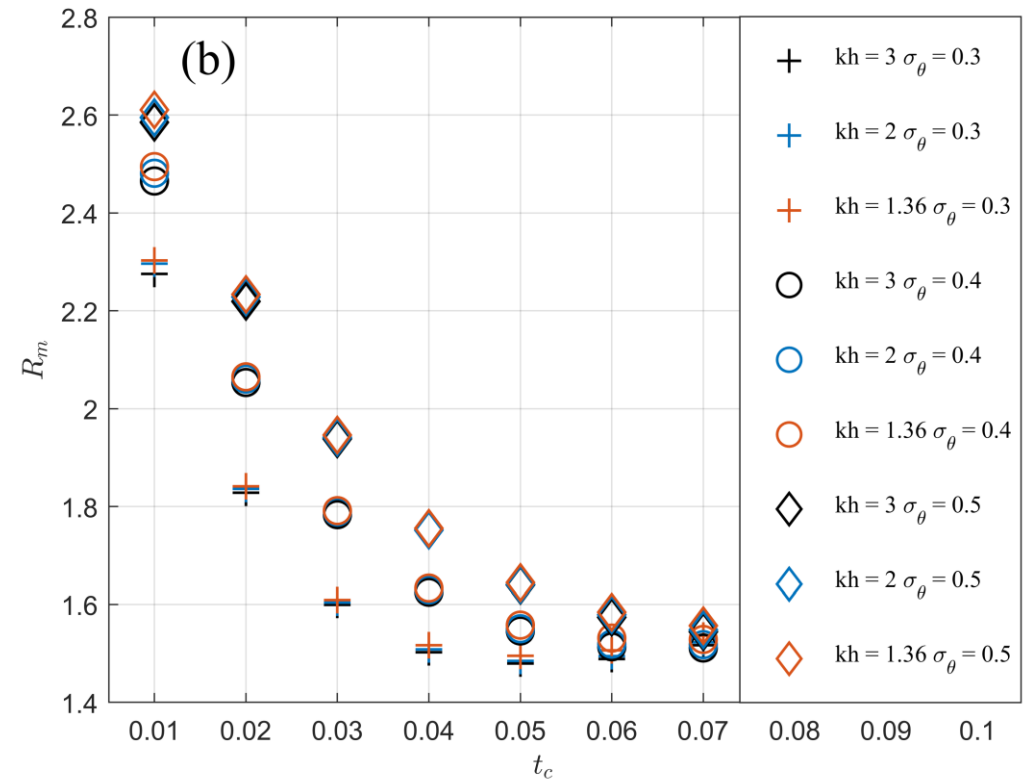 (b)
2.8
2.6
2.4
2.2
2
1.8
1.6
1.4
R_m
0.01 0.02 0.03 0.04 0.05 0.06 0.07 0.08 0.09 0.1
t_c
kh = 3 σ_θ = 0.3
kh = 2 σ_θ = 0.3
kh = 1.36 σ_θ = 0.3
kh = 3 σ_θ = 0.4
kh = 2 σ_θ = 0.4
kh = 1.36 σ_θ = 0.4
kh = 3 σ_θ = 0.5
kh = 2 σ_θ = 0.5
kh = 1.36 σ_θ = 0.5